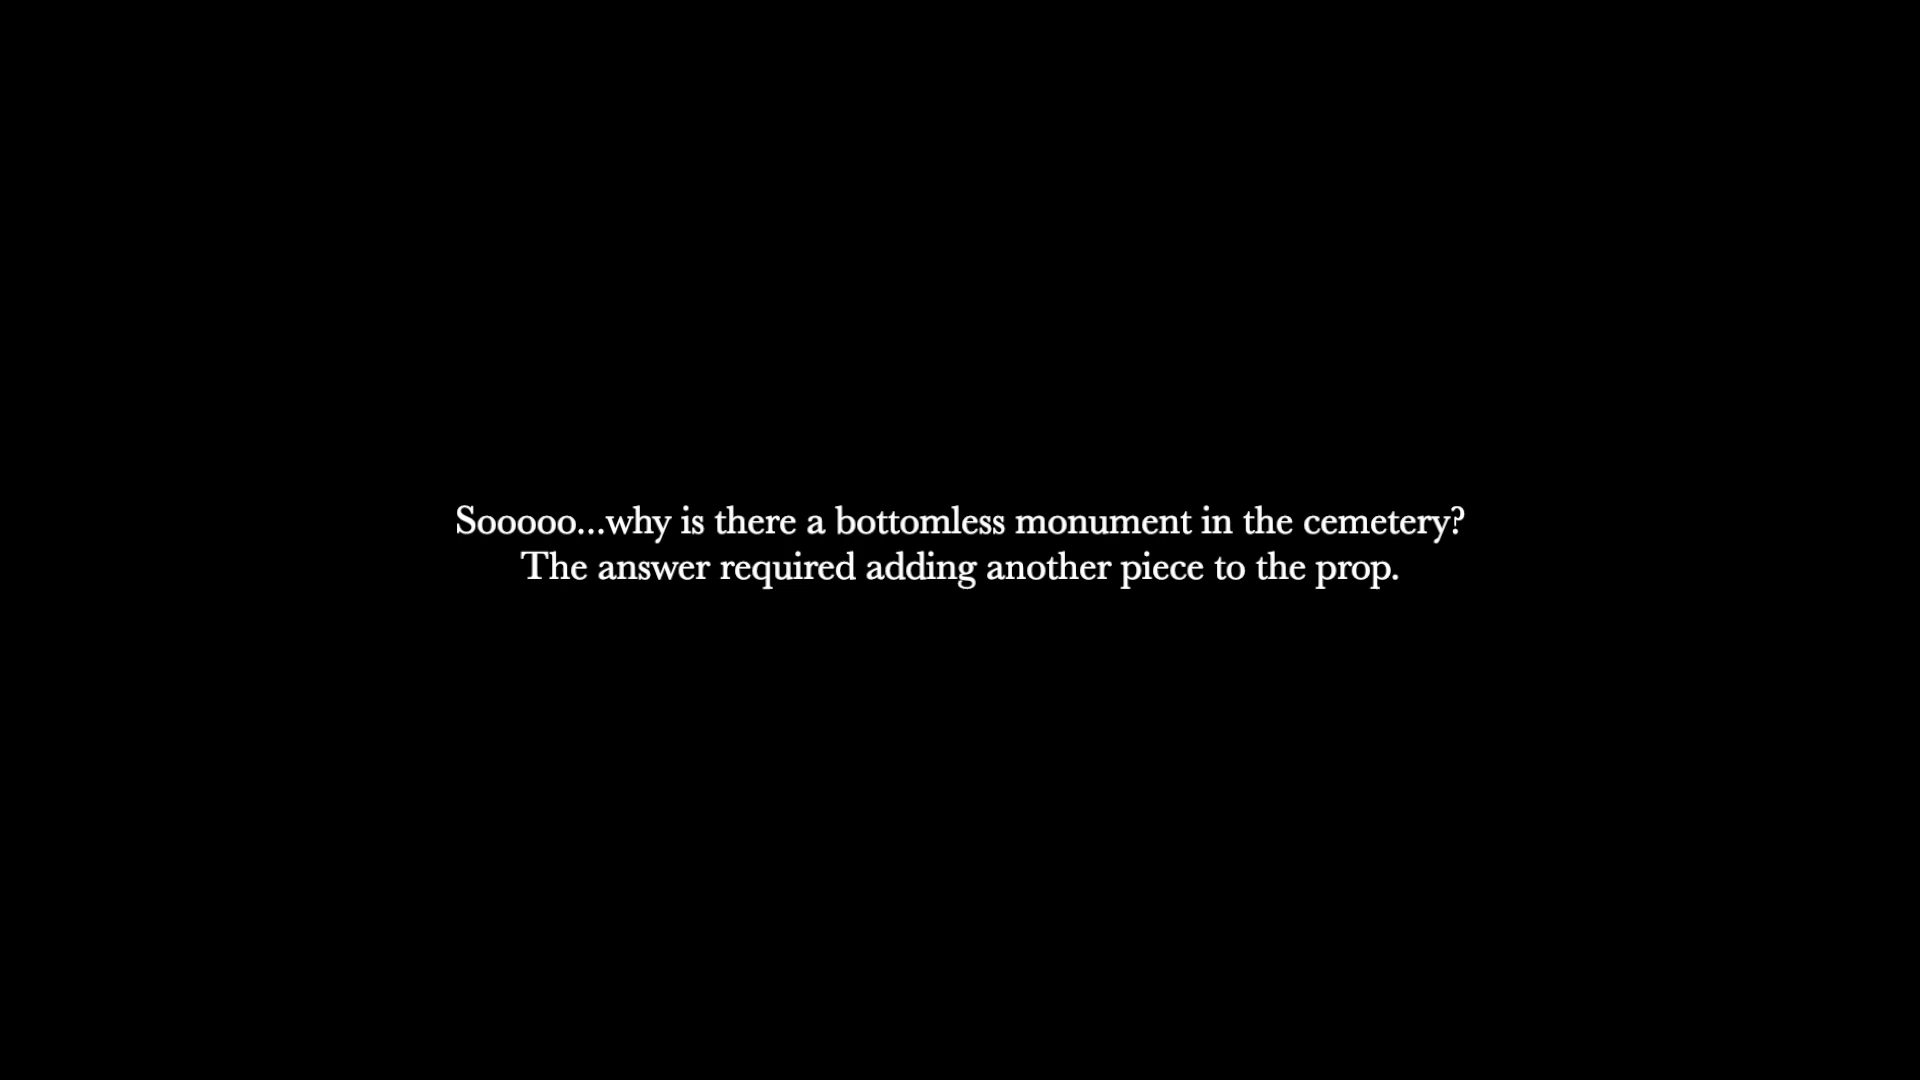 Sooooo...why is there a bottomless monument in the cemetery?
The answer required adding another piece to the prop.